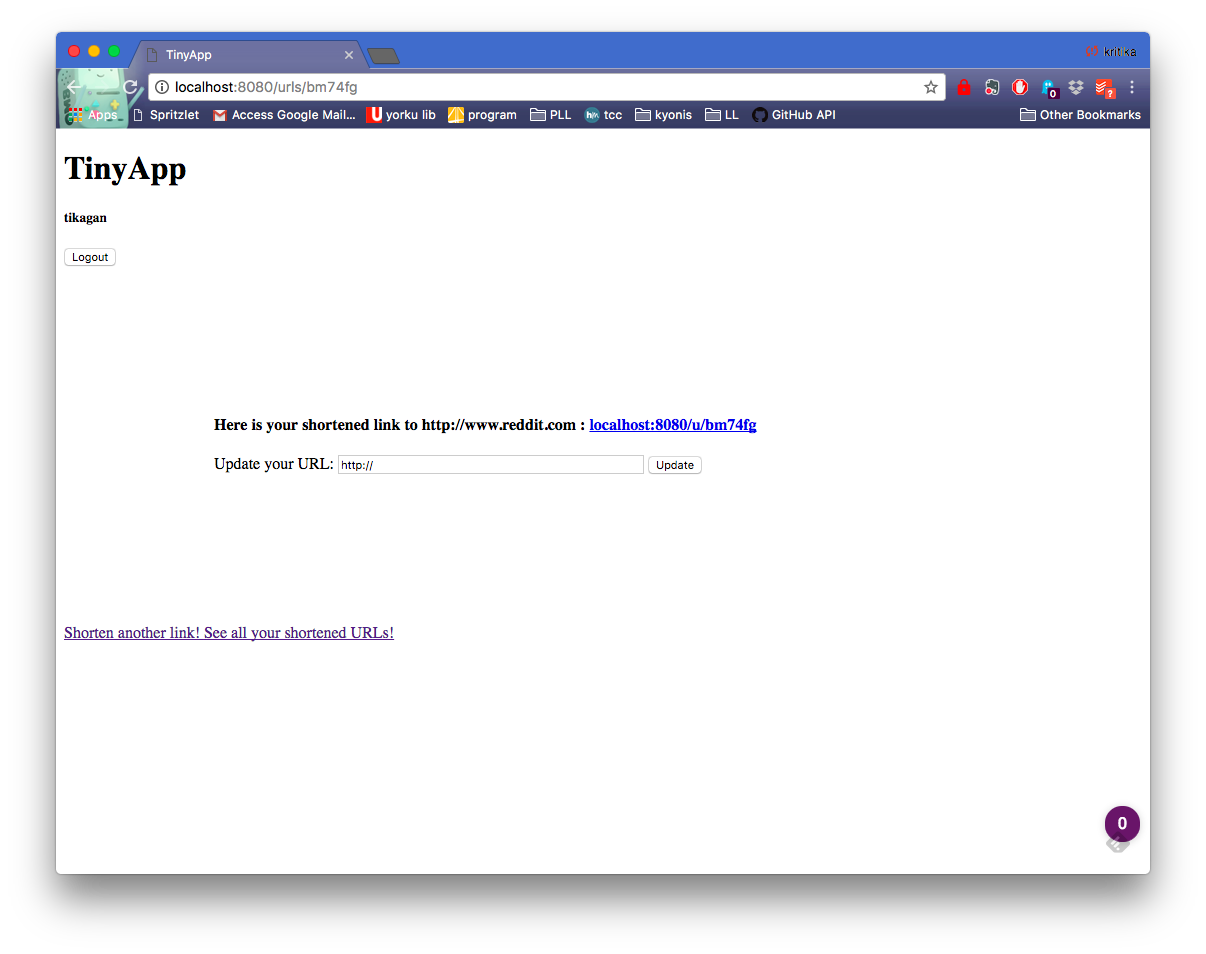 TinyApp
kritika
localhost:8080/urls/bm74fg
0
?
Apps Spritzlet Access Google Mail... U yorku lib program PLL hm tcc kyonis LL GitHub API Other Bookmarks
TinyApp
tikagan
Logout
Here is your shortened link to http://www.reddit.com : localhost:8080/u/bm74fg
Update your URL: http:// Update
Shorten another link! See all your shortened URLs!
0